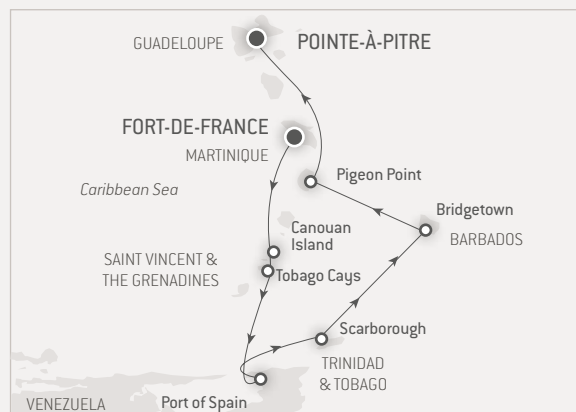 GUADELOUPE
POINTE-À-PITRE
FORT-DE-FRANCE
MARTINIQUE
Pigeon Point
Caribbean Sea
Bridgetown
BARBADOS
Canouan
Island
SAINT VINCENT &
THE GRENADINES
Tobago Cays
Scarborough
TRINIDAD
& TOBAGO
Port of Spain
VENEZUELA